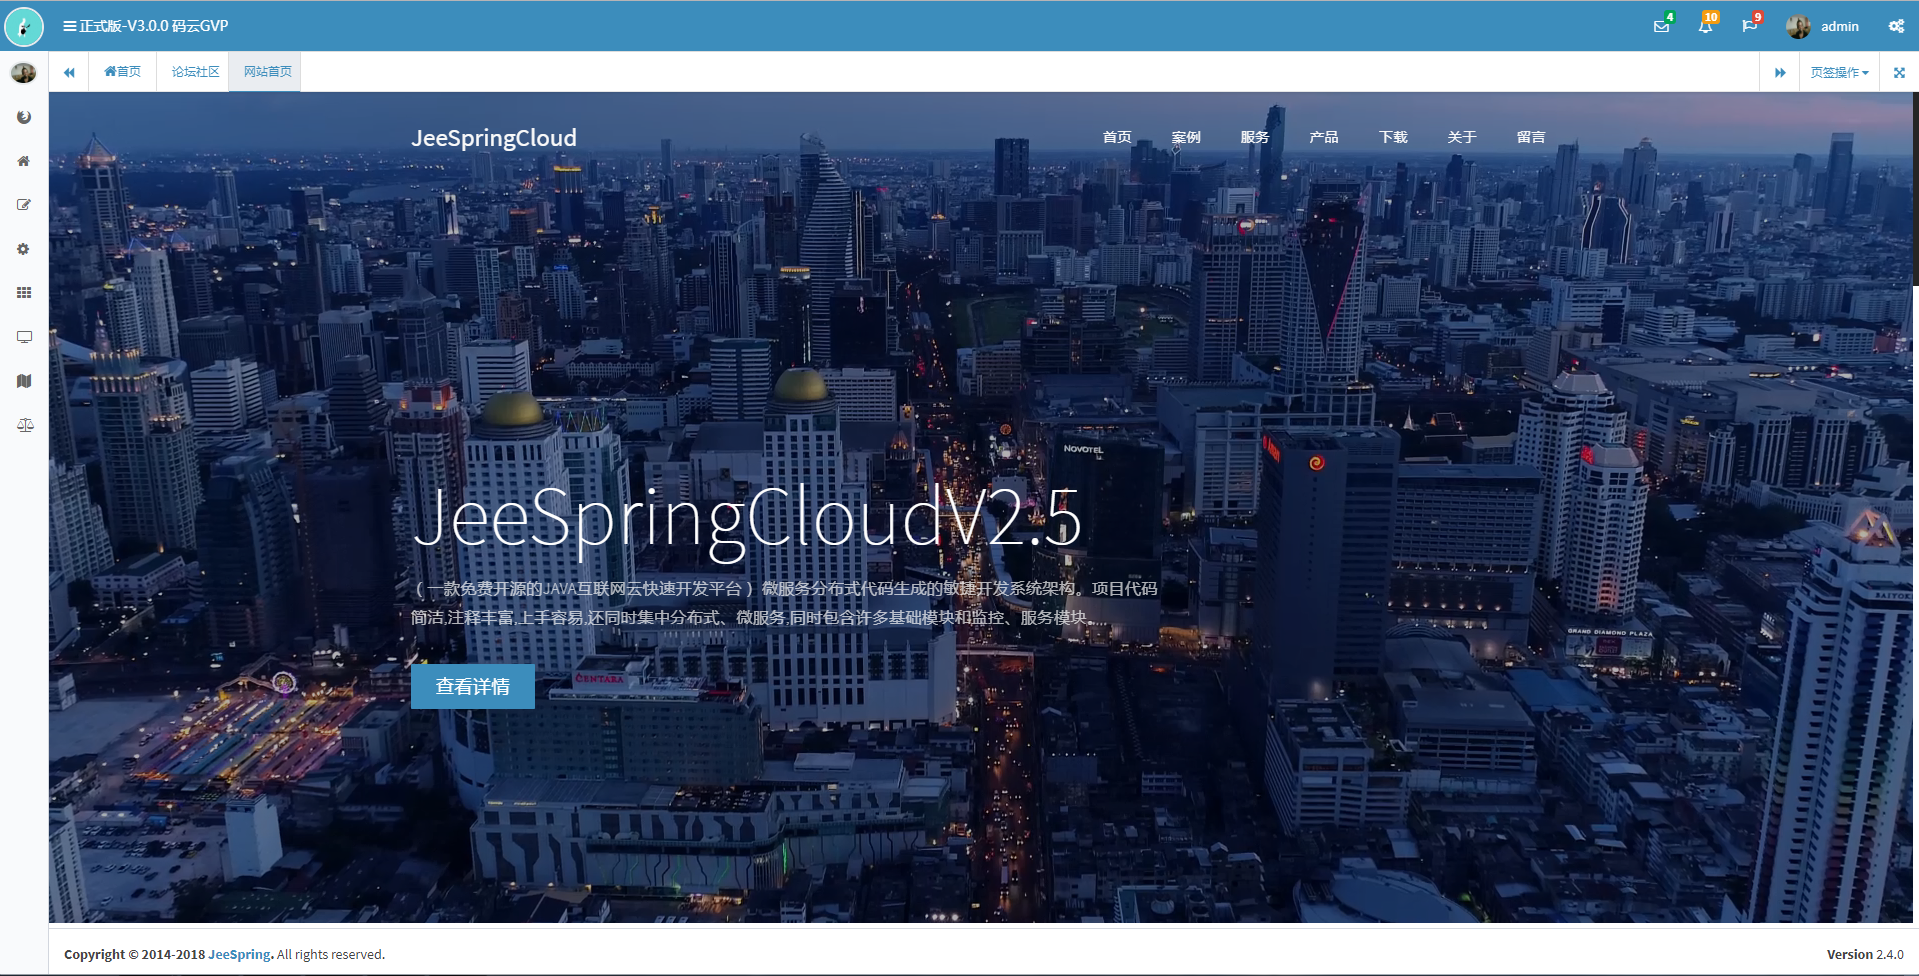 正式版-V3.0.0 码云GVP
4
10
9
admin
首页
论坛社区
网站首页
页签操作
JeeSpringCloud
首页
案例
服务
产品
下载
关于
留言
NOVOTEL
JeeSpringCloudV2.5
（一款免费开源的JAVA互联网云快速开发平台） 微服务分布式代码生成的敏捷开发系统架构。项目代码
简洁,注释丰富,上手容易,还同时集中分布式、微服务,同时包含许多基础模块和监控、服务模块。...
GRAND DIAMOND PLAZA
CENTARA
查看详情
Copyright © 2014-2018 JeeSpring. All rights reserved.
Version 2.4.0